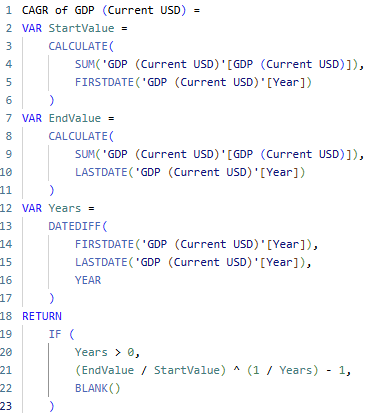 1 CAGR of GDP (Current USD) =
2 VAR StartValue =
3     CALCULATE(
4         SUM('GDP (Current USD)'[GDP (Current USD)]),
5         FIRSTDATE('GDP (Current USD)'[Year])
6     )
7 VAR EndValue =
8     CALCULATE(
9         SUM('GDP (Current USD)'[GDP (Current USD)]),
10         LASTDATE('GDP (Current USD)'[Year])
11     )
12 VAR Years =
13     DATEDIFF(
14         FIRSTDATE('GDP (Current USD)'[Year]),
15         LASTDATE('GDP (Current USD)'[Year]),
16         YEAR
17     )
18 RETURN
19     IF (
20         Years > 0,
21         (EndValue / StartValue) ^ (1 / Years) - 1,
22         BLANK()
23     )